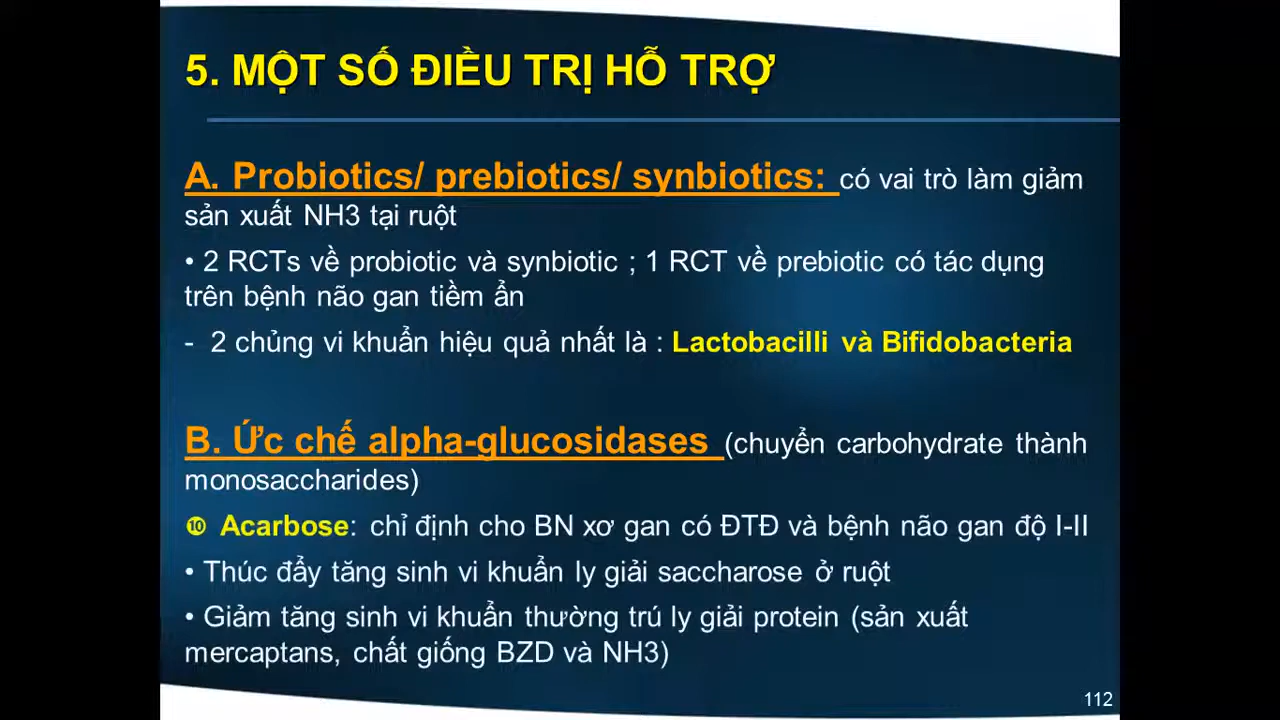 5. MỘT SỐ ĐIỀU TRỊ HỖ TRỢ
A. Probiotics/ prebiotics/ synbiotics: có vai trò làm giảm
sản xuất NH3 tại ruột
• 2 RCTs về probiotic và synbiotic ; 1 RCT về prebiotic có tác dụng
trên bệnh não gan tiềm ẩn
- 2 chủng vi khuẩn hiệu quả nhất là : Lactobacilli và Bifidobacteria
B. Ức chế alpha-glucosidases (chuyển carbohydrate thành
monosaccharides)
❿ Acarbose: chỉ định cho BN xơ gan có ĐTĐ và bệnh não gan độ I-II
• Thúc đẩy tăng sinh vi khuẩn ly giải saccharose ở ruột
• Giảm tăng sinh vi khuẩn thường trú ly giải protein (sản xuất
mercaptans, chất giống BZD và NH3)
112